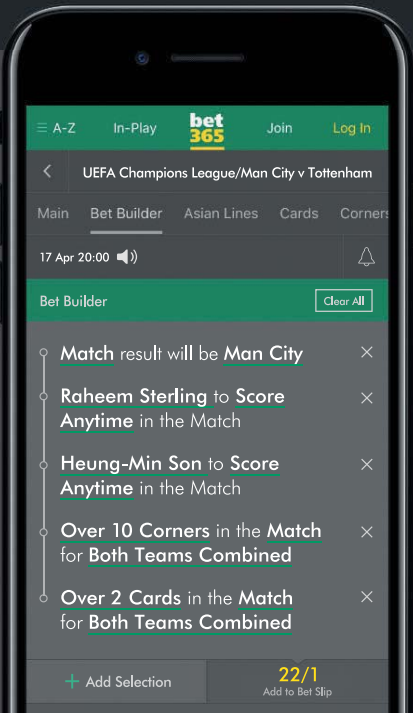 bet
365
A-Z In-Play Join Log In
UEFA Champions League/Man City v Tottenham
Main Bet Builder Asian Lines Cards Corners
17 Apr 20:00
Bet Builder Clear All
Match result will be Man City
Raheem Sterling to Score
Anytime in the Match
Heung-Min Son to Score
Anytime in the Match
Over 10 Corners in the Match
for Both Teams Combined
Over 2 Cards in the Match
for Both Teams Combined
+ Add Selection
22/1
Add to Bet Slip